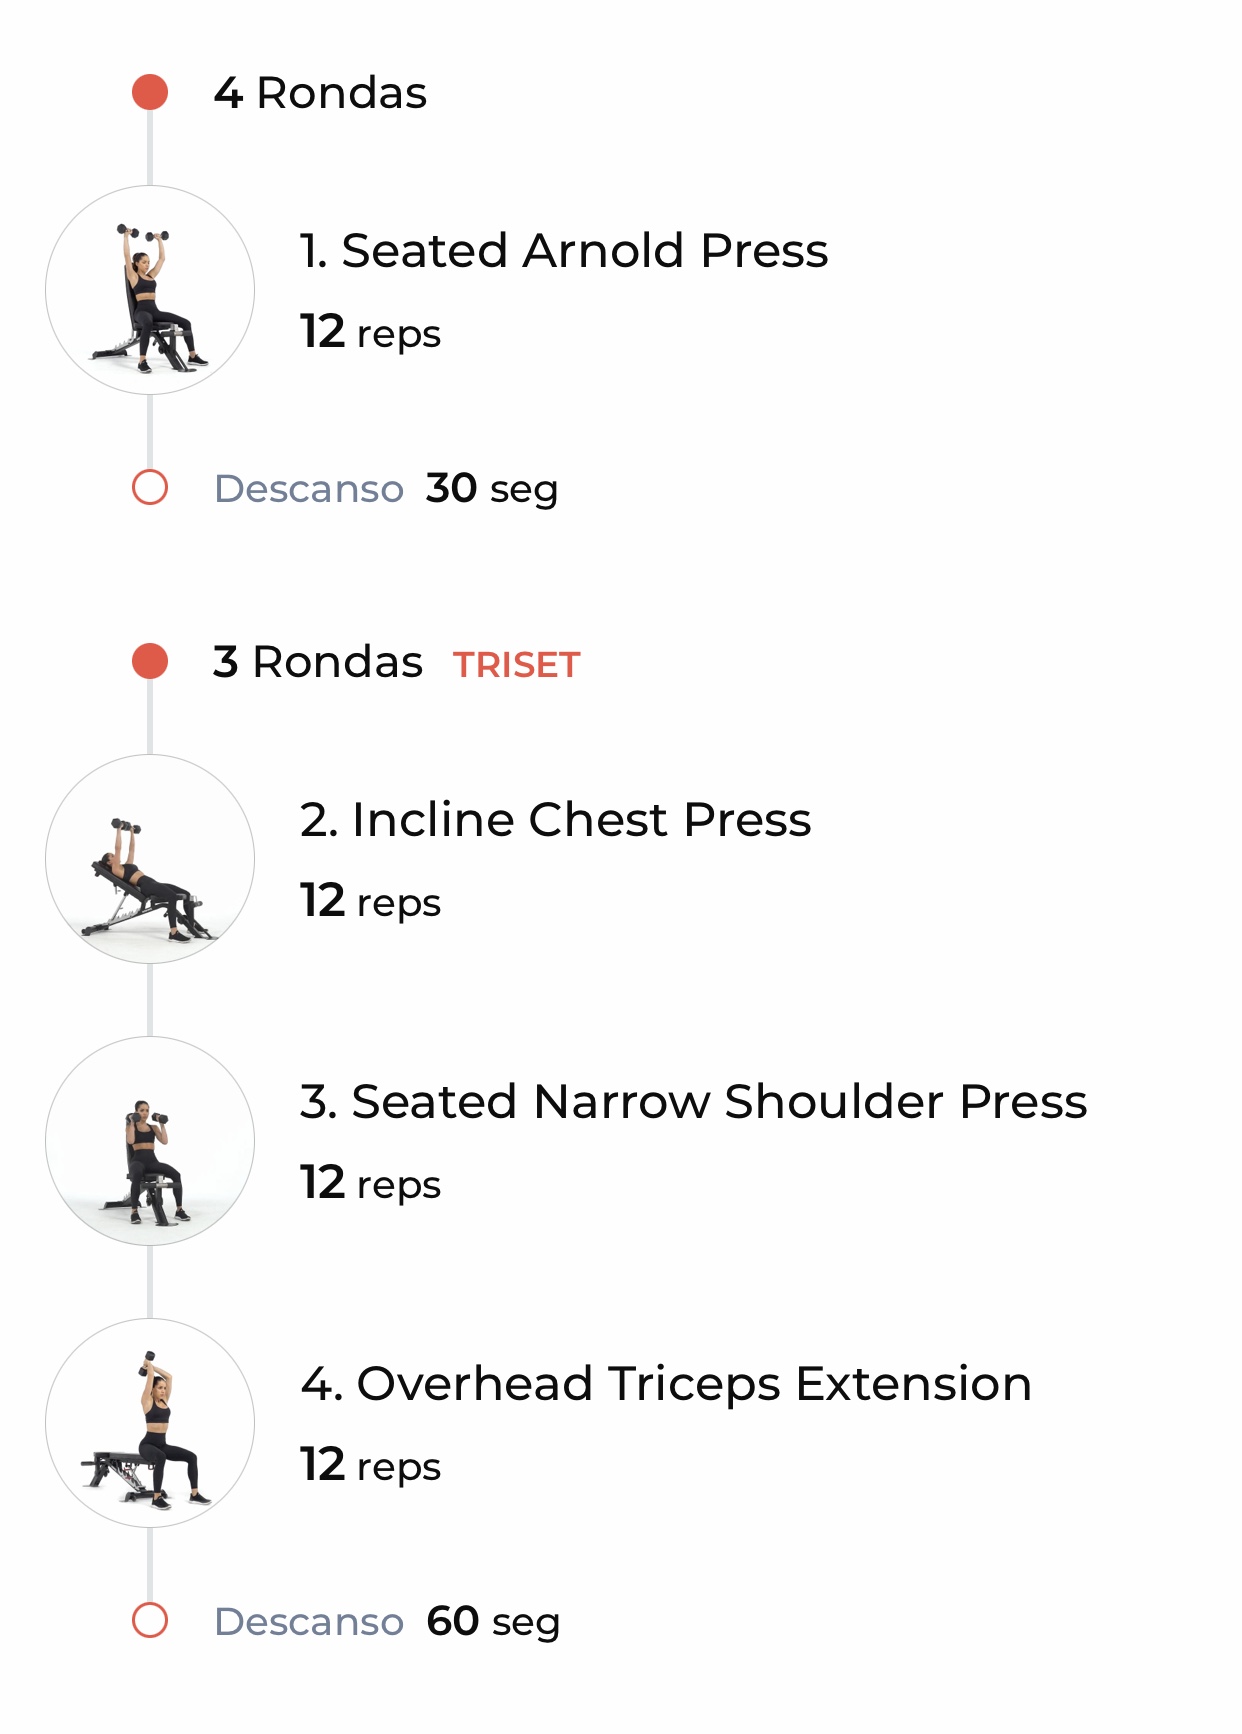 4 Rondas
1. Seated Arnold Press
12 reps
Descanso 30 seg
3 Rondas TRISET
2. Incline Chest Press
12 reps
3. Seated Narrow Shoulder Press
12 reps
4. Overhead Triceps Extension
12 reps
Descanso 60 seg